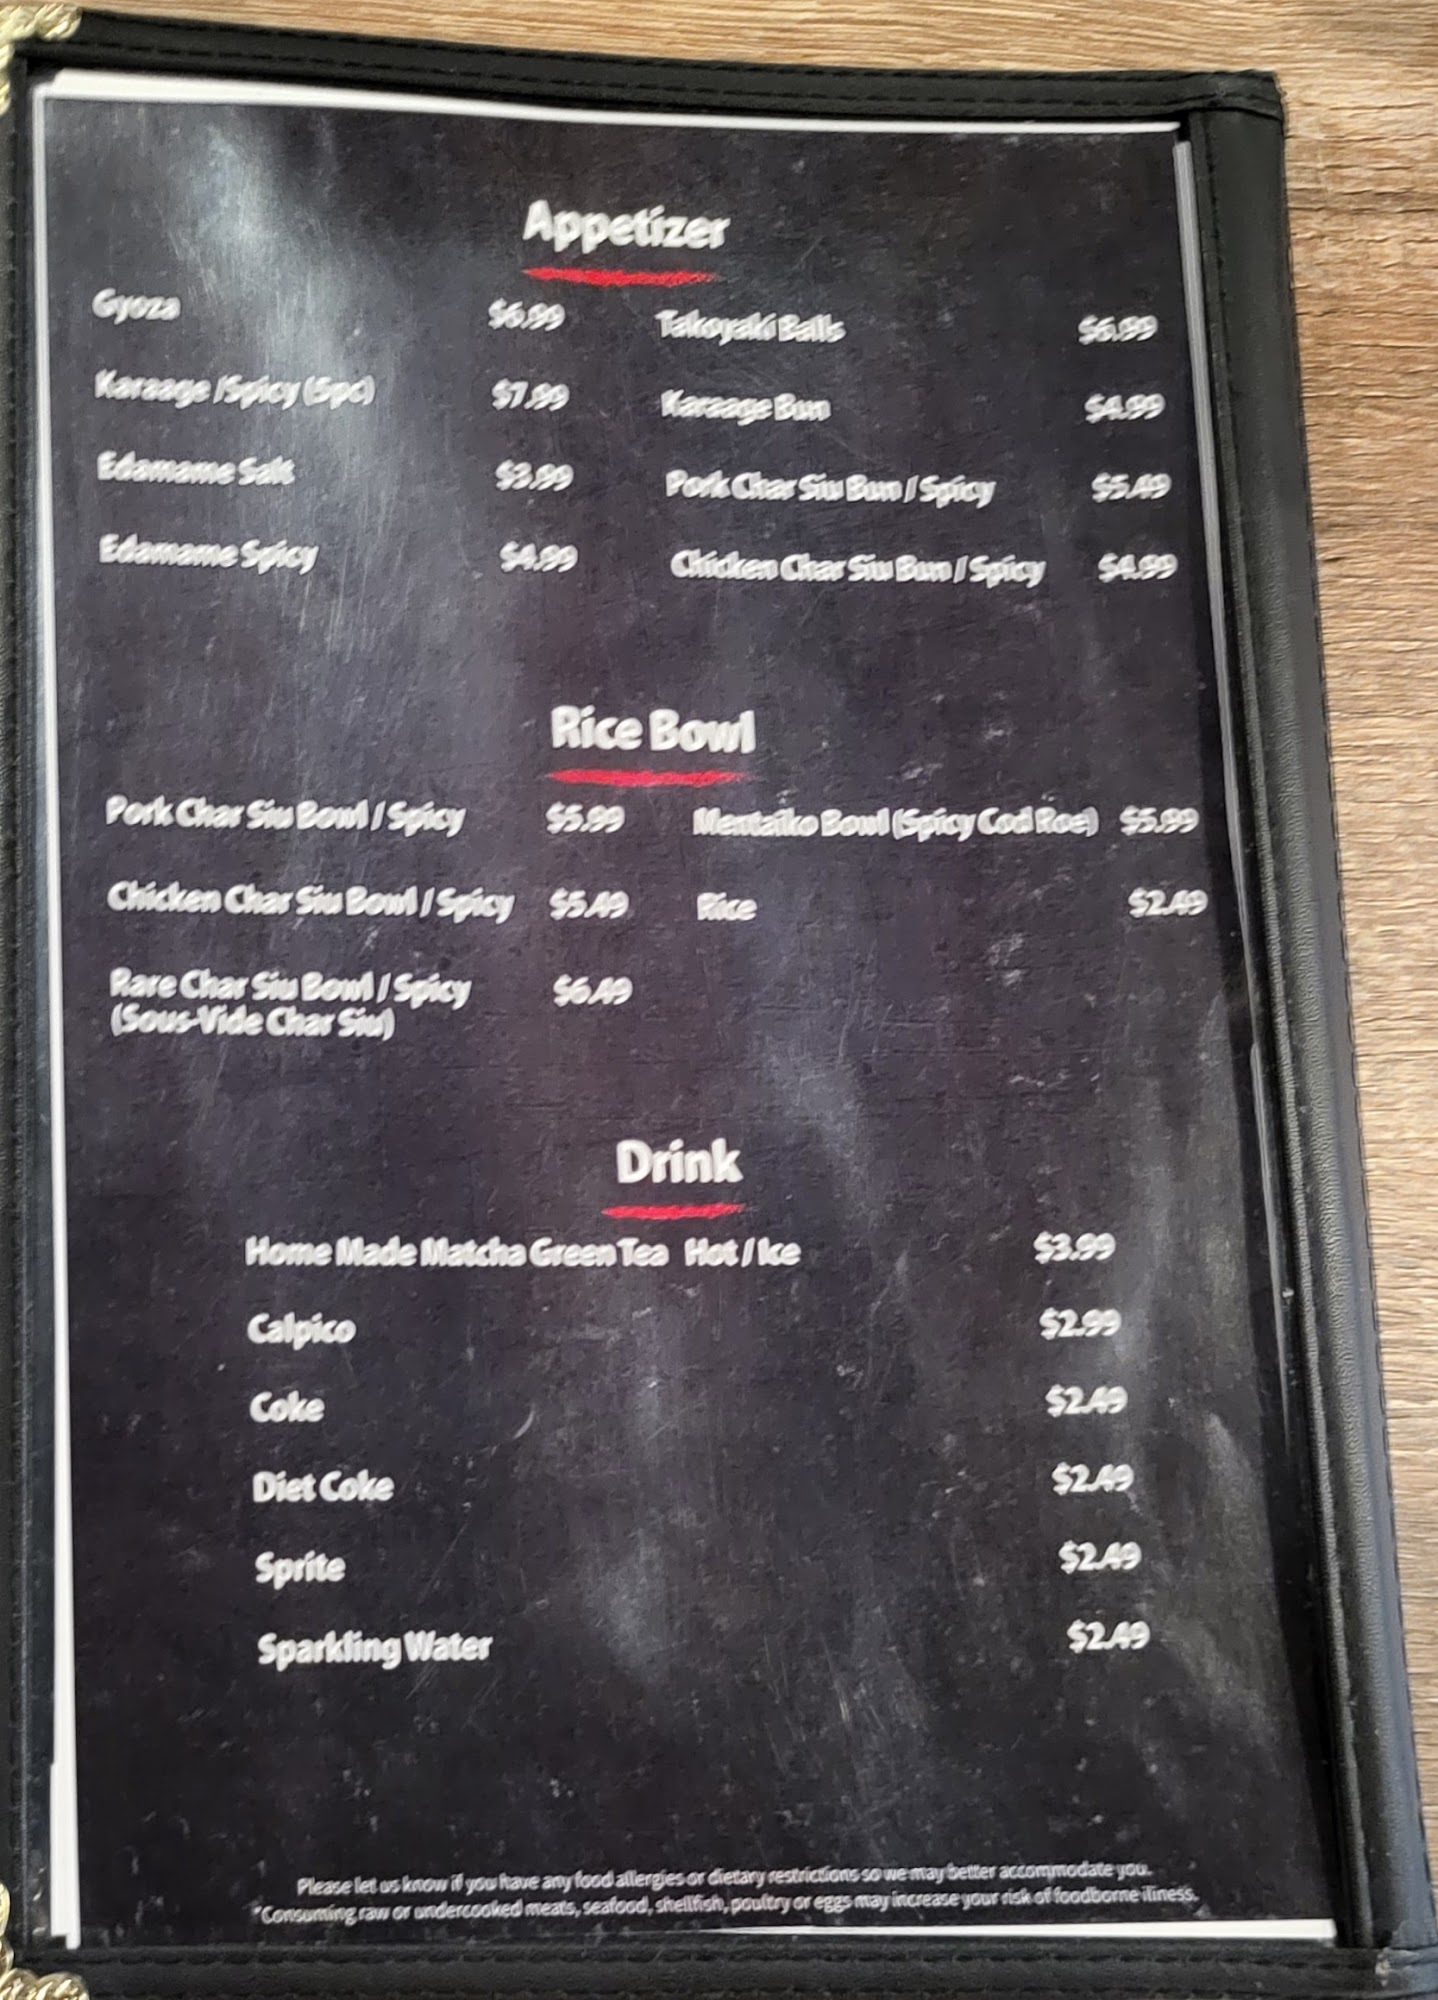 Appetizer
Gyoza $6.99
Takoyaki Balls $6.99
Karaage /Spicy (5pc) $7.99
Karaage Bun $4.99
Edamame Salt $3.99
Pork Char Siu Bun / Spicy $5.49
Edamame Spicy $4.99
Chicken Char Siu Bun / Spicy $4.99
Rice Bowl
Pork Char Siu Bowl / Spicy $5.99
Mentaiko Bowl (Spicy Cod Roe) $5.99
Chicken Char Siu Bowl / Spicy $5.49
Rice $2.49
Rare Char Siu Bowl / Spicy $6.49
(Sous-Vide Char Siu)
Drink
Home Made Matcha Green Tea Hot / Ice $3.99
Calpico $2.99
Coke $2.49
Diet Coke $2.49
Sprite $2.49
Sparkling Water $2.49
Please let us know if you have any food allergies or dietary restrictions so we may better accommodate you.
*Consuming raw or undercooked meats, seafood, shellfish, poultry or eggs may increase your risk of foodborne illness.